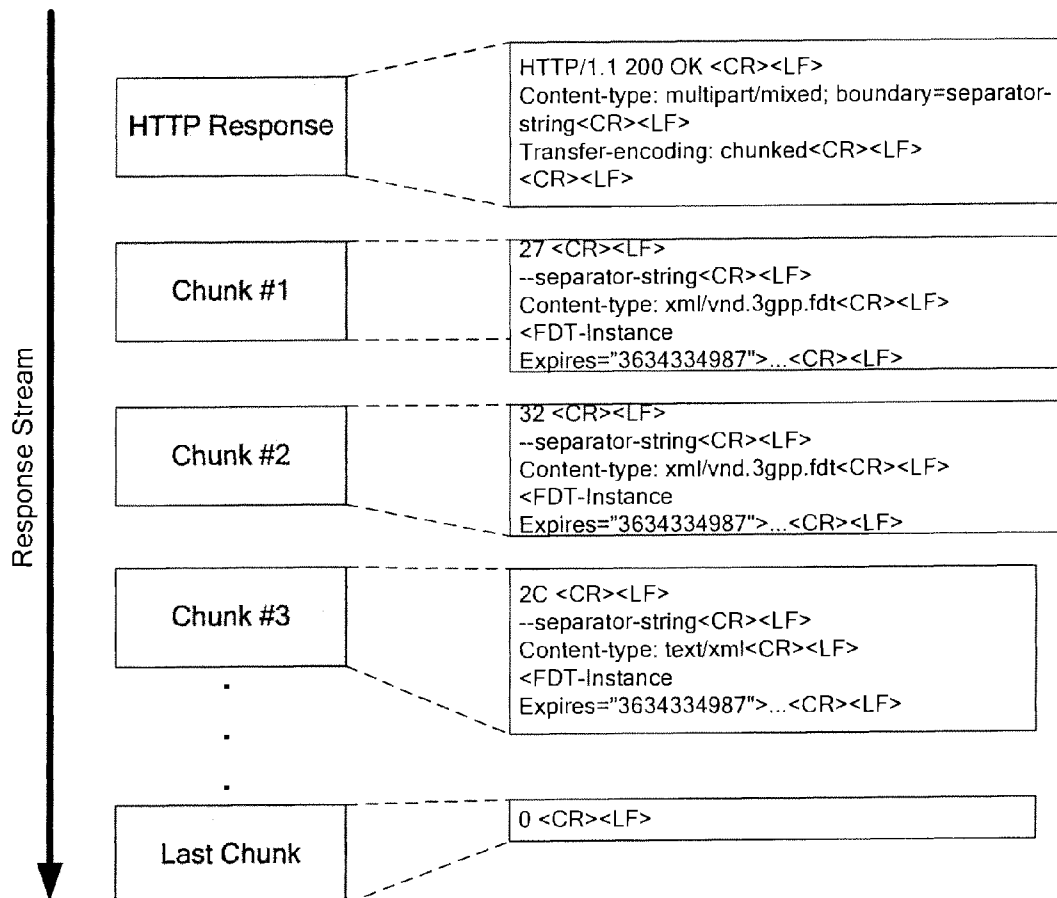 Response Stream
HTTP Response
HTTP/1.1 200 OK <CR><LF>
Content-type: multipart/mixed; boundary=separator-
string<CR><LF>
Transfer-encoding: chunked<CR><LF>
<CR><LF>
Chunk #1
27 <CR><LF>
--separator-string<CR><LF>
Content-type: xml/vnd.3gpp.fdt<CR><LF>
<FDT-Instance
Expires="3634334987">...<CR><LF>
Chunk #2
32 <CR><LF>
--separator-string<CR><LF>
Content-type: xml/vnd.3gpp.fdt<CR><LF>
<FDT-Instance
Expires="3634334987">...<CR><LF>
Chunk #3
2C <CR><LF>
--separator-string<CR><LF>
Content-type: text/xml<CR><LF>
<FDT-Instance
Expires="3634334987">...<CR><LF>
Last Chunk
0 <CR><LF>